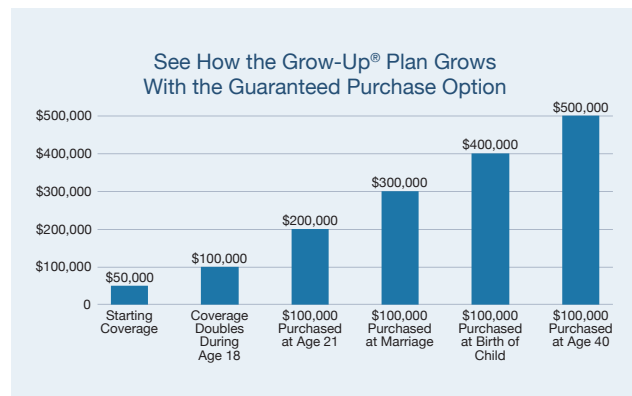 See How the Grow-Up® Plan Grows
With the Guaranteed Purchase Option
$500,000
$400,000
$300,000
$200,000
$100,000
0
$50,000
$100,000
$200,000
$300,000
$400,000
$500,000
Starting
Coverage
Coverage
Doubles
During
Age 18
$100,000
Purchased
at Age 21
$100,000
Purchased
at Marriage
$100,000
Purchased
at Birth of
Child
$100,000
Purchased
at Age 40